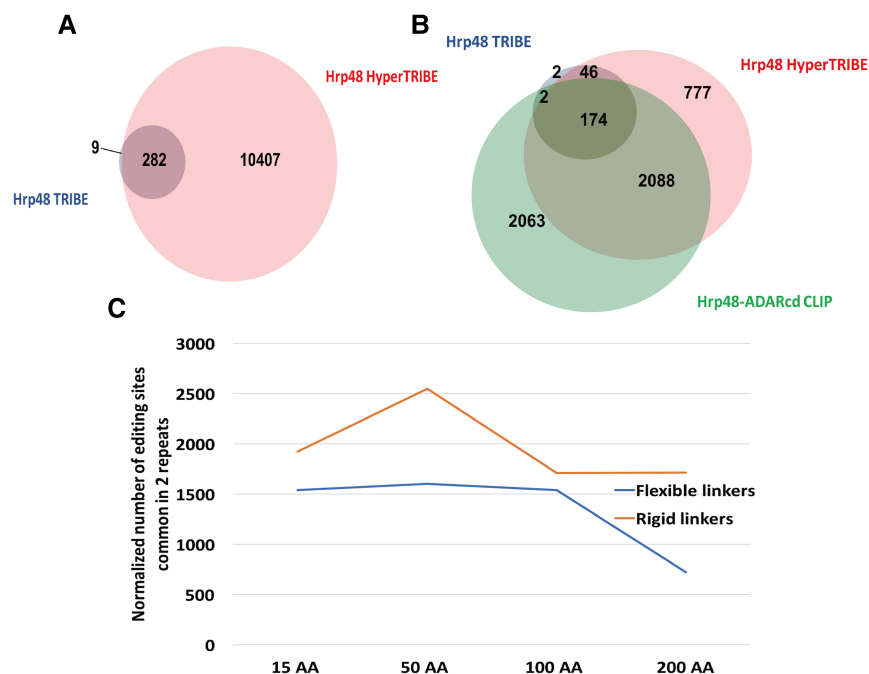 A
Hrp48 HyperTRIBE
9
282
10407
Hrp48 TRIBE
B
Hrp48 TRIBE
Hrp48 HyperTRIBE
2
46
777
2
174
2088
2063
Hrp48-ADARcd CLIP
C
Normalized number of editing sites
common in 2 repeats
3000
2500
2000
1500
1000
500
0
Flexible linkers
Rigid linkers
15 AA
50 AA
100 AA
200 AA